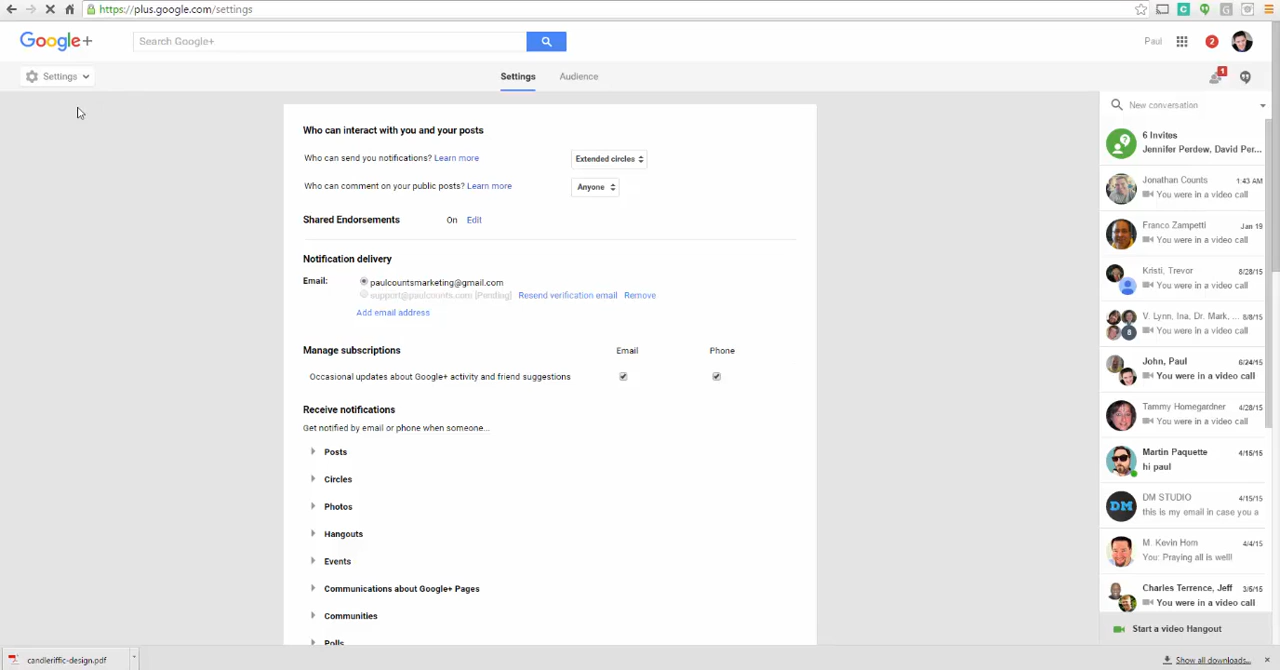 https://plus.google.com/settings
Google+
Search Google+
Paul
2
Settings
Settings
Audience
1
New conversation
Who can interact with you and your posts
Who can send you notifications? Learn more
Extended circles
Who can comment on your public posts? Learn more
Anyone
Shared Endorsements
On
Edit
Notification delivery
Email:
paulcountsmarketing@gmail.com
support@paulcounts.com [Pending]
Resend verification email
Remove
Add email address
Manage subscriptions
Email
Phone
Occasional updates about Google+ activity and friend suggestions
Receive notifications
Get notified by email or phone when someone...
Posts
Circles
Photos
Hangouts
Events
Communications about Google+ Pages
Communities
Polls
6 Invites
Jennifer Perdew, David Per...
Jonathan Counts
1:43 AM
You were in a video call
Franco Zampetti
Jan 19
You were in a video call
Kristi, Trevor
8/28/15
You were in a video call
V. Lynn, Ina, Dr. Mark, ...
8/8/15
8
You were in a video call
John, Paul
6/24/15
You were in a video call
Tammy Homegardner
4/28/15
You were in a video call
Martin Paquette
4/15/15
hi paul
DM
DM STUDIO
4/15/15
this is my email in case you a
M. Kevin Horn
4/4/15
You: Praying all is well!
Charles Terrence, Jeff
3/5/15
You were in a video call
Start a video Hangout
candleriffic-design.pdf
Show all downloads...